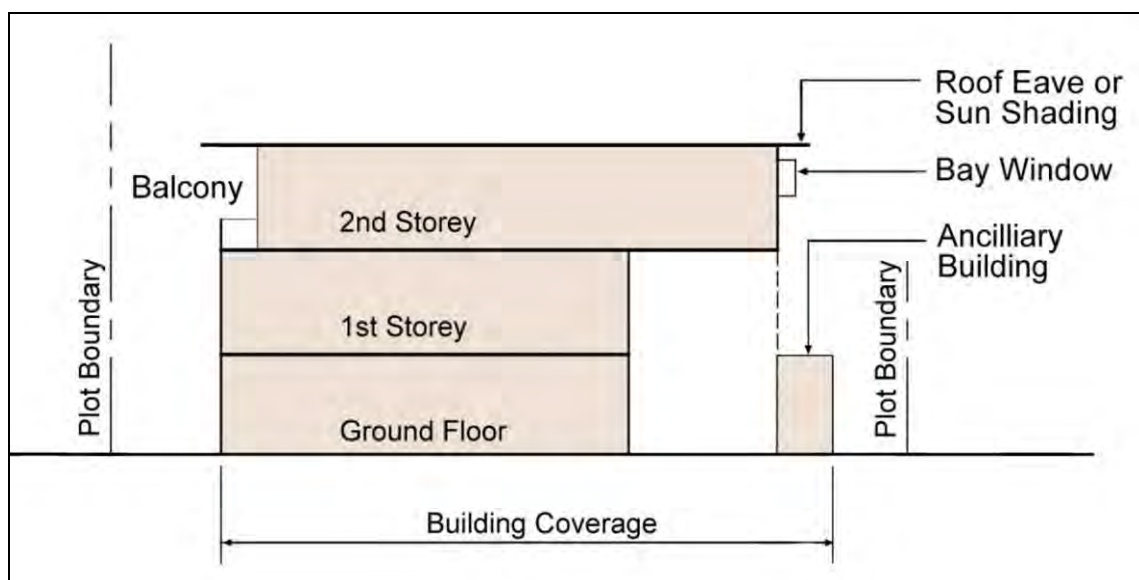 Roof Eave or
Sun Shading
Bay Window
Balcony
2nd Storey
Ancilliary
Building
Plot Boundary
1st Storey
Plot Boundary
Ground Floor
Building Coverage